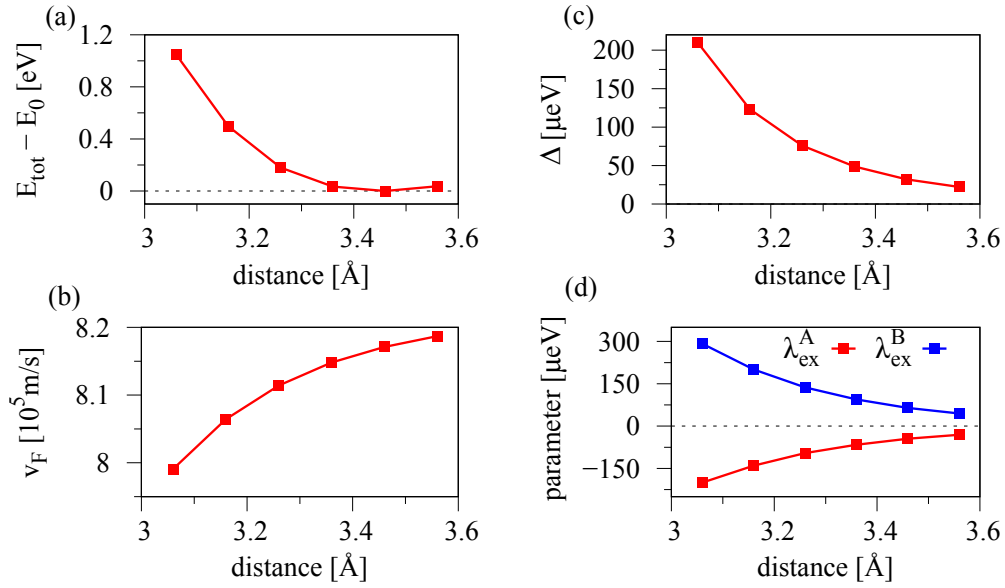 (a)
E_tot − E_0 [eV]
1.2
0.8
0.4
0
3
3.2
3.4
3.6
distance [Å]
(c)
Δ [μeV]
200
150
100
50
0
3
3.2
3.4
3.6
distance [Å]
(b)
v_F [10^5 m/s]
8.2
8.1
8
3
3.2
3.4
3.6
distance [Å]
(d)
parameter [μeV]
300
150
0
−150
λ_ex^A
λ_ex^B
3
3.2
3.4
3.6
distance [Å]